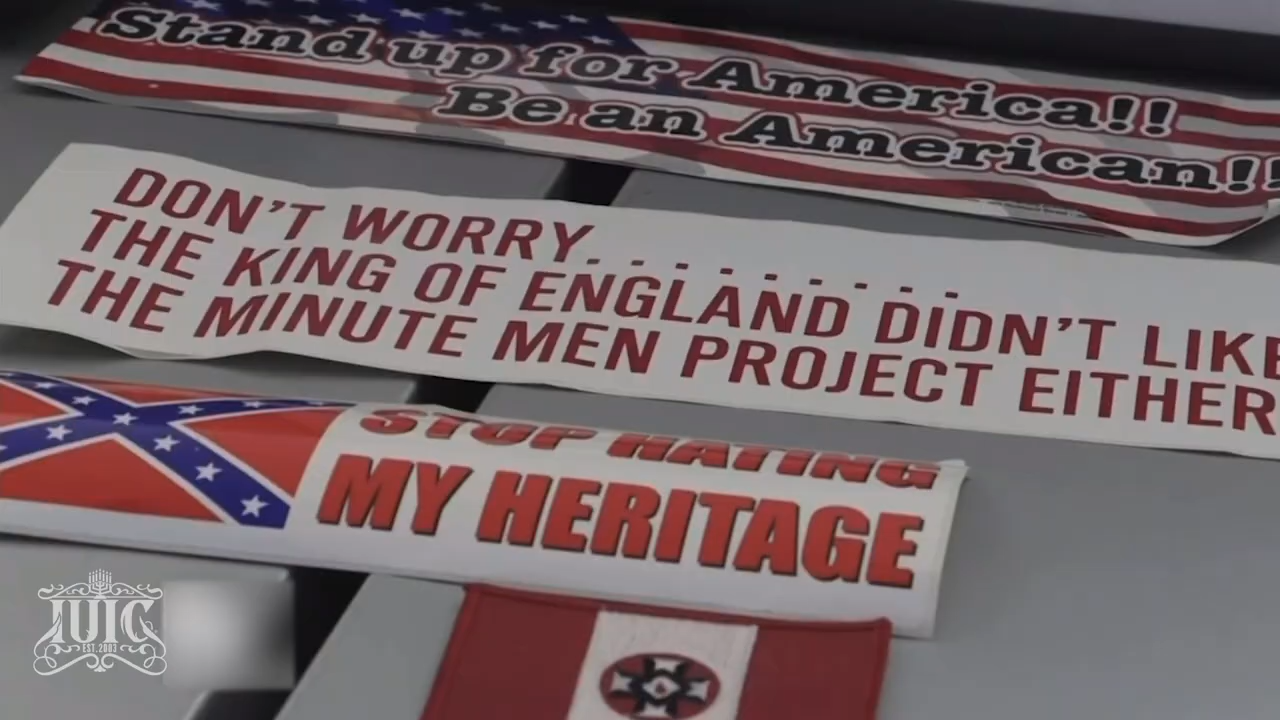 Stand up for America!!
Be an American!!
DON'T WORRY.........
THE KING OF ENGLAND DIDN'T LIKE
THE MINUTE MEN PROJECT EITHER
STOP HATING
MY HERITAGE
IUIC
EST. 2003